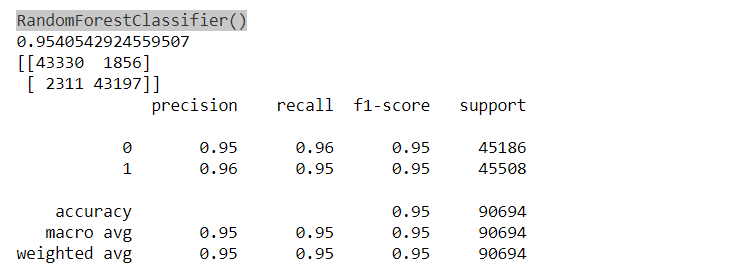 RandomForestClassifier()
0.9540542924559507
[[43330  1856]
 [ 2311 43197]]
              precision    recall  f1-score   support

           0       0.95      0.96      0.95     45186
           1       0.96      0.95      0.95     45508

    accuracy                           0.95     90694
   macro avg       0.95      0.95      0.95     90694
weighted avg       0.95      0.95      0.95     90694